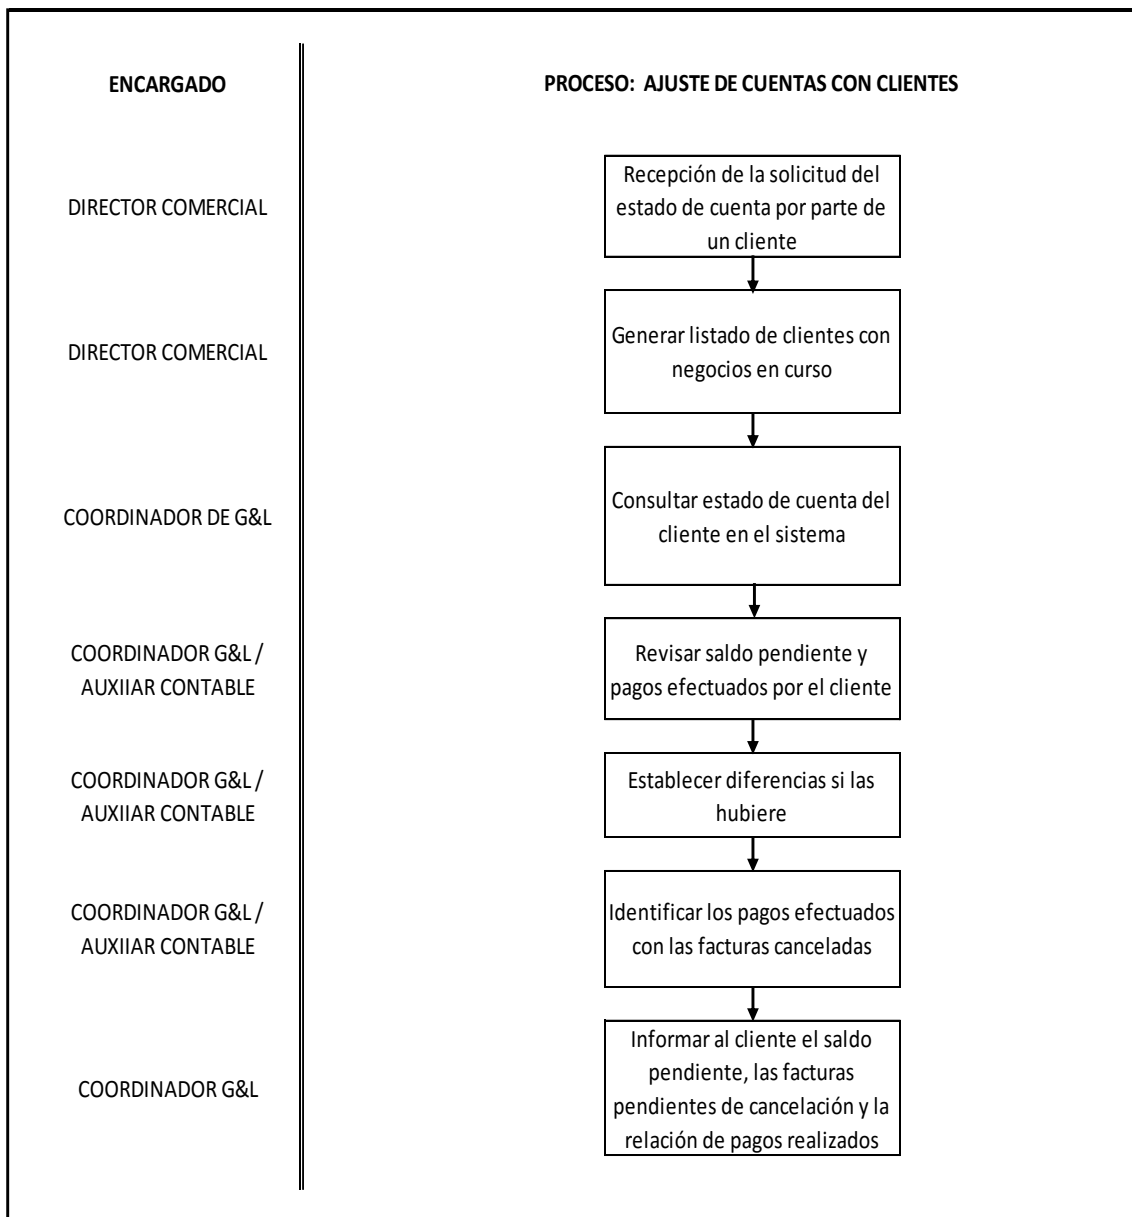 ENCARGADO
PROCESO: AJUSTE DE CUENTAS CON CLIENTES
DIRECTOR COMERCIAL
Recepción de la solicitud del
estado de cuenta por parte de
un cliente
DIRECTOR COMERCIAL
Generar listado de clientes con
negocios en curso
COORDINADOR DE G&L
Consultar estado de cuenta del
cliente en el sistema
COORDINADOR G&L /
AUXIIAR CONTABLE
Revisar saldo pendiente y
pagos efectuados por el cliente
COORDINADOR G&L /
AUXIIAR CONTABLE
Establecer diferencias si las
hubiere
COORDINADOR G&L /
AUXIIAR CONTABLE
Identificar los pagos efectuados
con las facturas canceladas
COORDINADOR G&L
Informar al cliente el saldo
pendiente, las facturas
pendientes de cancelación y la
relación de pagos realizados